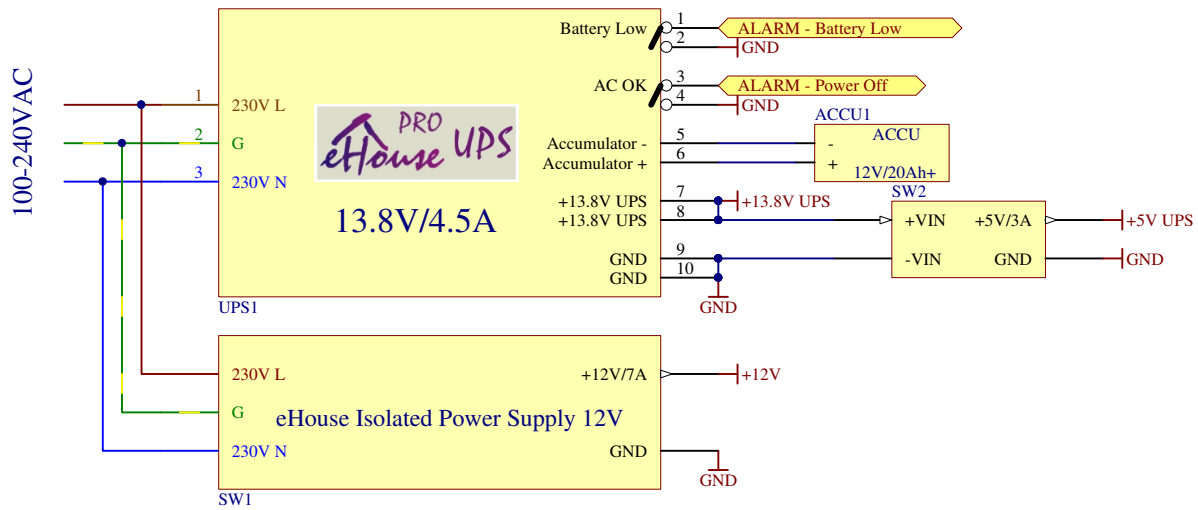 100-240VAC
1
230V L
2
G
3
230V N
PRO
eHouse UPS
13.8V/4.5A
Battery Low
1
ALARM - Battery Low
2
GND
AC OK
3
ALARM - Power Off
4
GND
Accumulator -
5
Accumulator +
6
ACCU1
ACCU
-
+
12V/20Ah+
+13.8V UPS
7
+13.8V UPS
+13.8V UPS
8
GND
9
GND
10
GND
SW2
+VIN
+5V/3A
+5V UPS
-VIN
GND
GND
UPS1
230V L
+12V/7A
+12V
G
eHouse Isolated Power Supply 12V
230V N
GND
GND
SW1